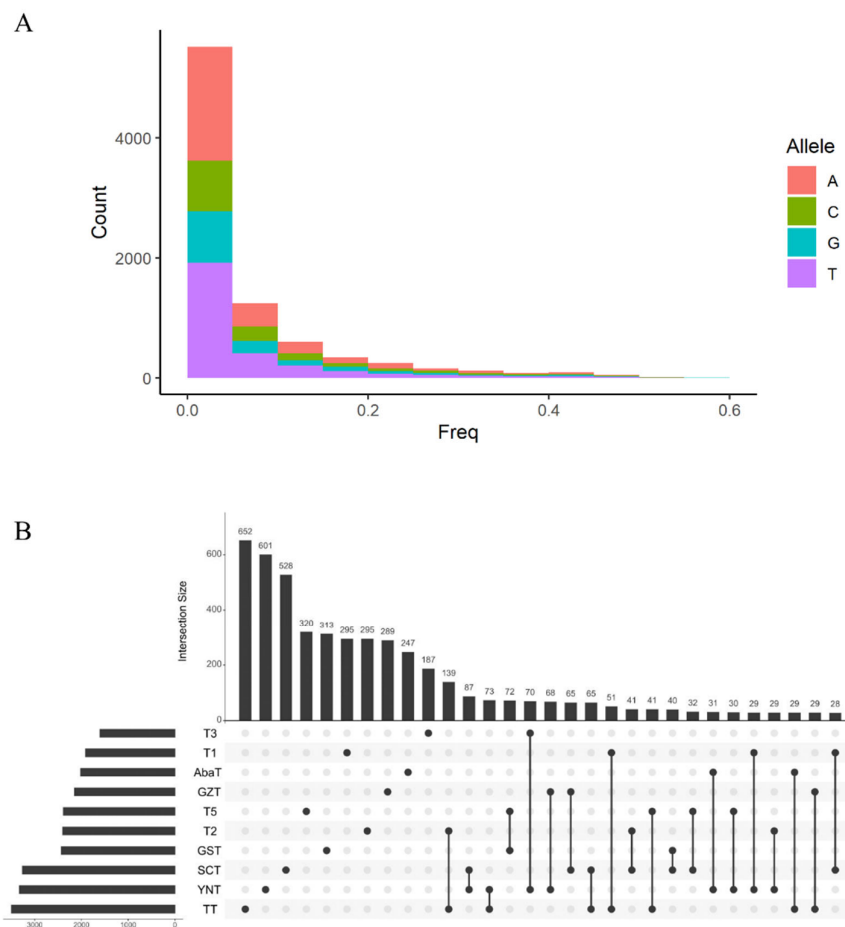 A
Count
4000
2000
0
0.0 0.2 0.4 0.6
Freq
Allele
A
C
G
T
B
Intersection Size
600
400
200
0
652 601 528 320 313 295 295 289 247 187 139 87 73 72 70 68 65 65 51 41 41 40 32 31 30 29 29 29 29 28
T3
T1
AbaT
GZT
T5
T2
GST
SCT
YNT
TT
3000 2000 1000 0